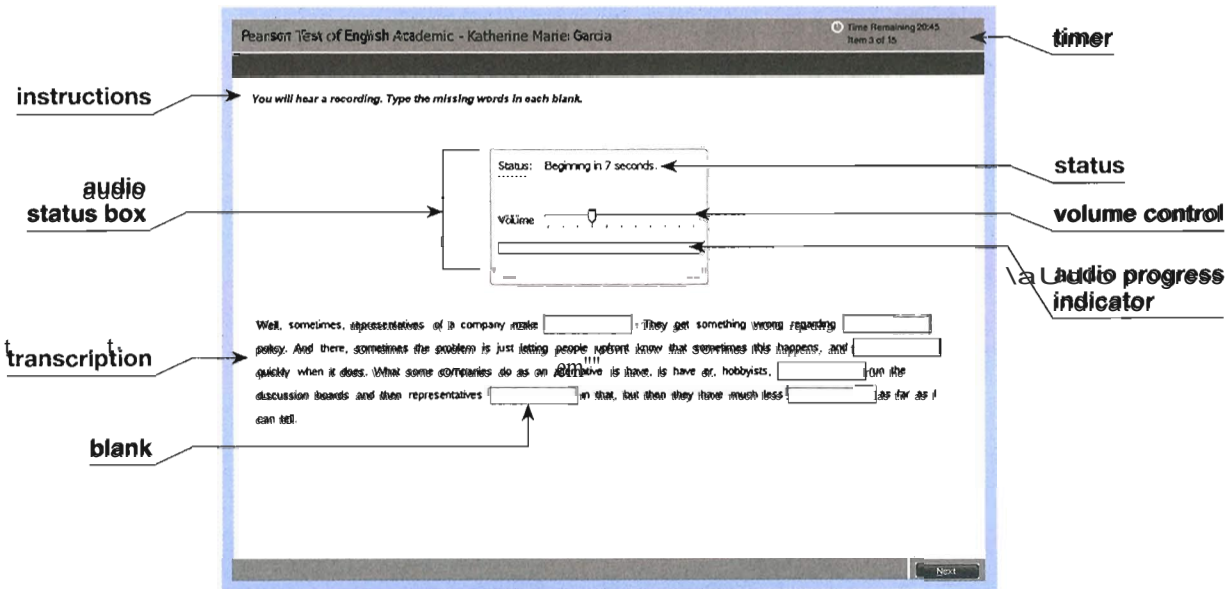 Pearson Test of English Academic - Katherine Marie Garcia
Time Remaining 20:45
Item 3 of 15
timer
instructions
You will hear a recording. Type the missing words in each blank.
Status: Beginning in 7 seconds.
status
audio
status box
Volume
volume control
audio progress
indicator
Well, sometimes, representatives of a company make They get something wrong regarding
policy. And there, sometimes the problem is just letting people upfront know that sometimes this happens, and
quickly when it does. What some companies do as an alternative is have, is have er, hobbyists, run the
discussion boards and then representatives in that, but then they have much less as far as I
can tell.
transcription
blank
Next